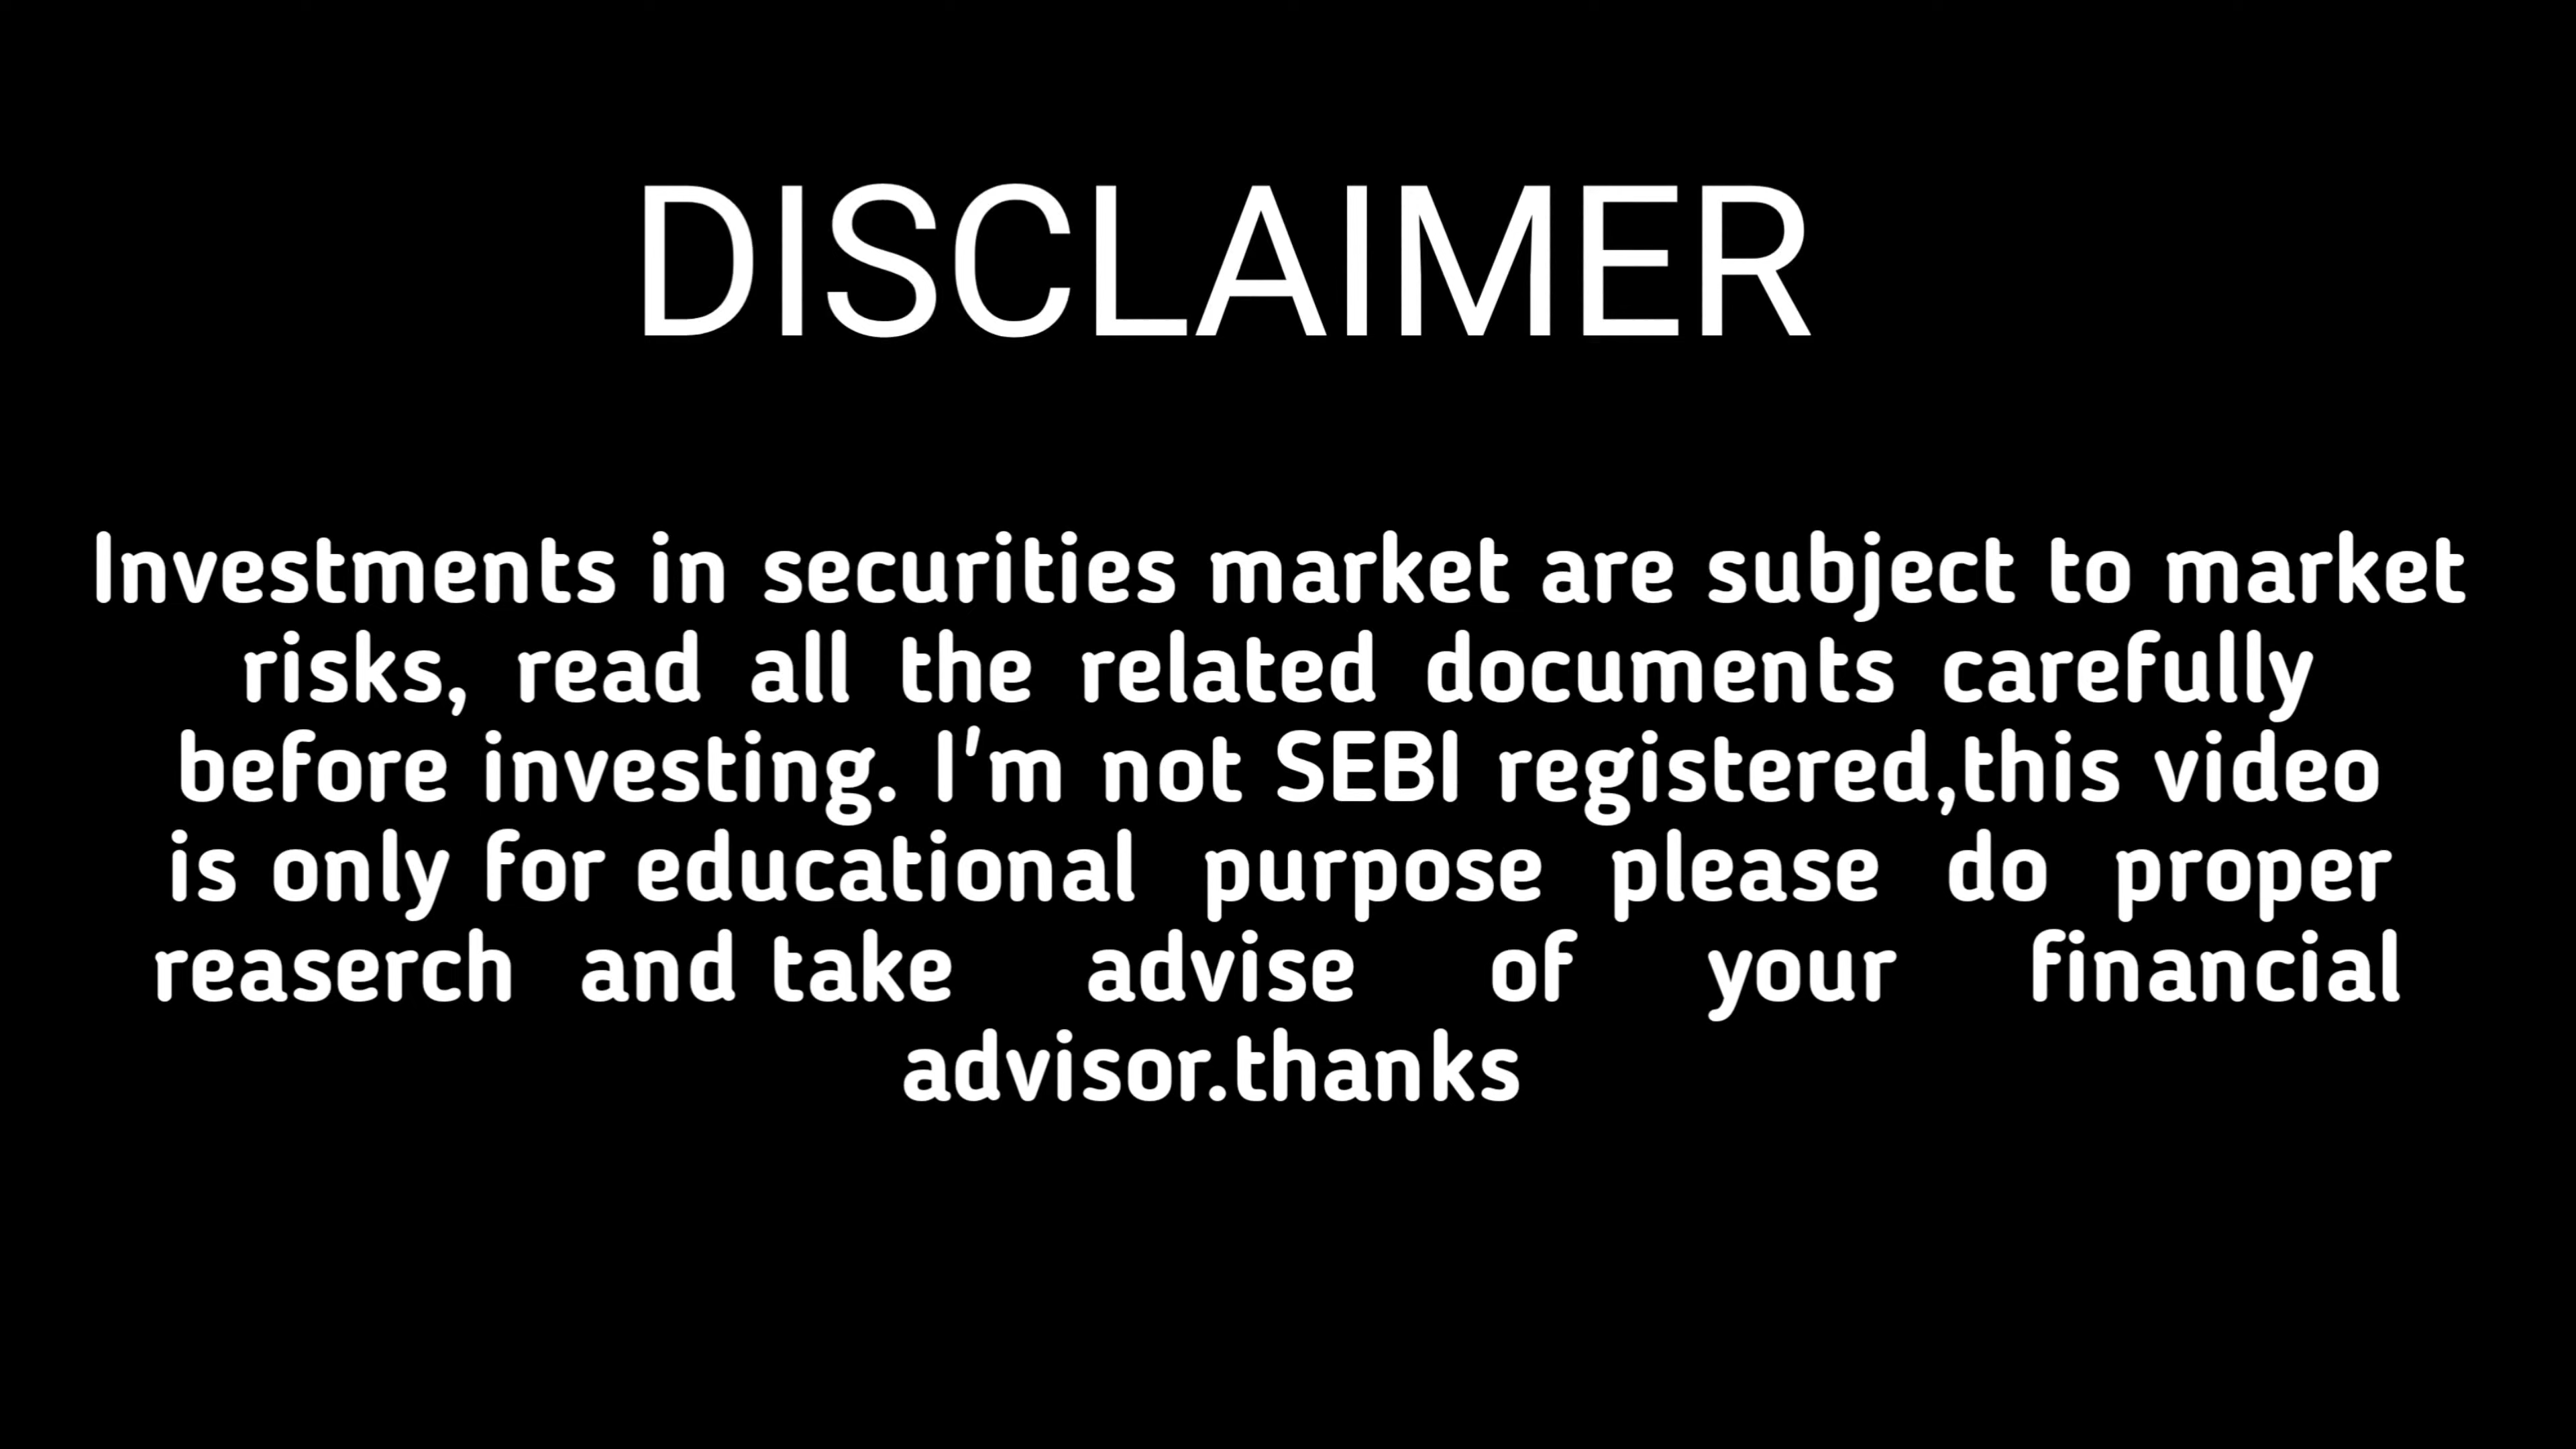 DISCLAIMER
Investments in securities market are subject to market
risks, read all the related documents carefully
before investing. I'm not SEBI registered,this video
is only for educational purpose please do proper
reaserch and take advise of your financial
advisor.thanks